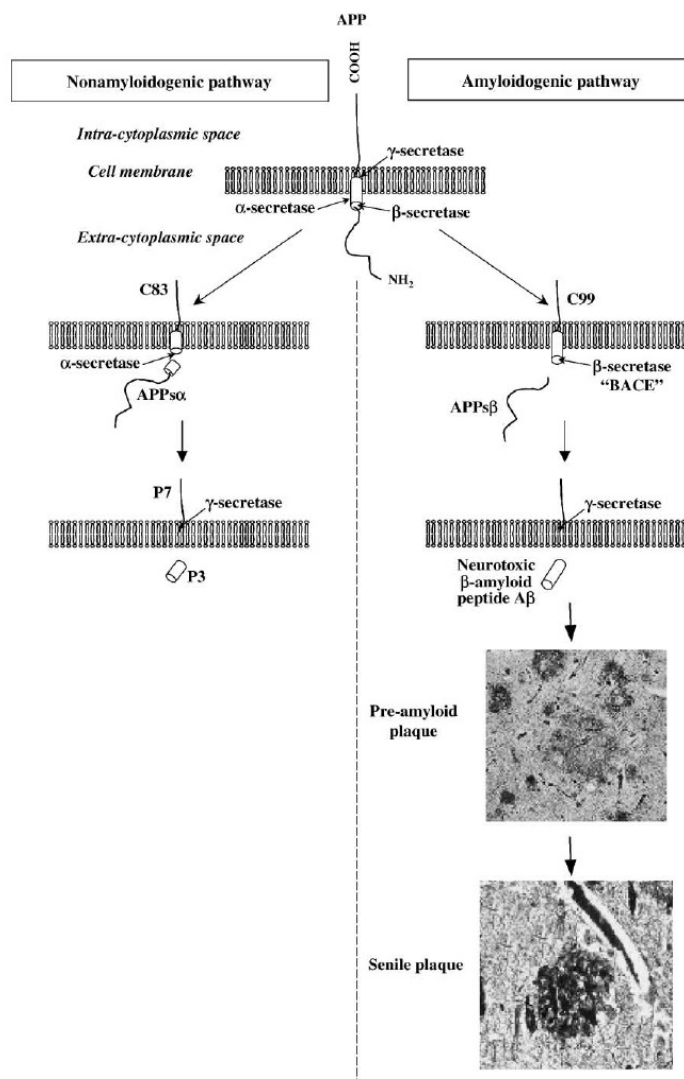 APP
COOH
Nonamyloidogenic pathway
Amyloidogenic pathway
Intra-cytoplasmic space
γ-secretase
Cell membrane
α-secretase
β-secretase
Extra-cytoplasmic space
NH2
C83
C99
α-secretase
β-secretase
“BACE”
APPsα
APPsβ
P7
γ-secretase
γ-secretase
P3
Neurotoxic
β-amyloid
peptide Aβ
Pre-amyloid
plaque
Senile plaque